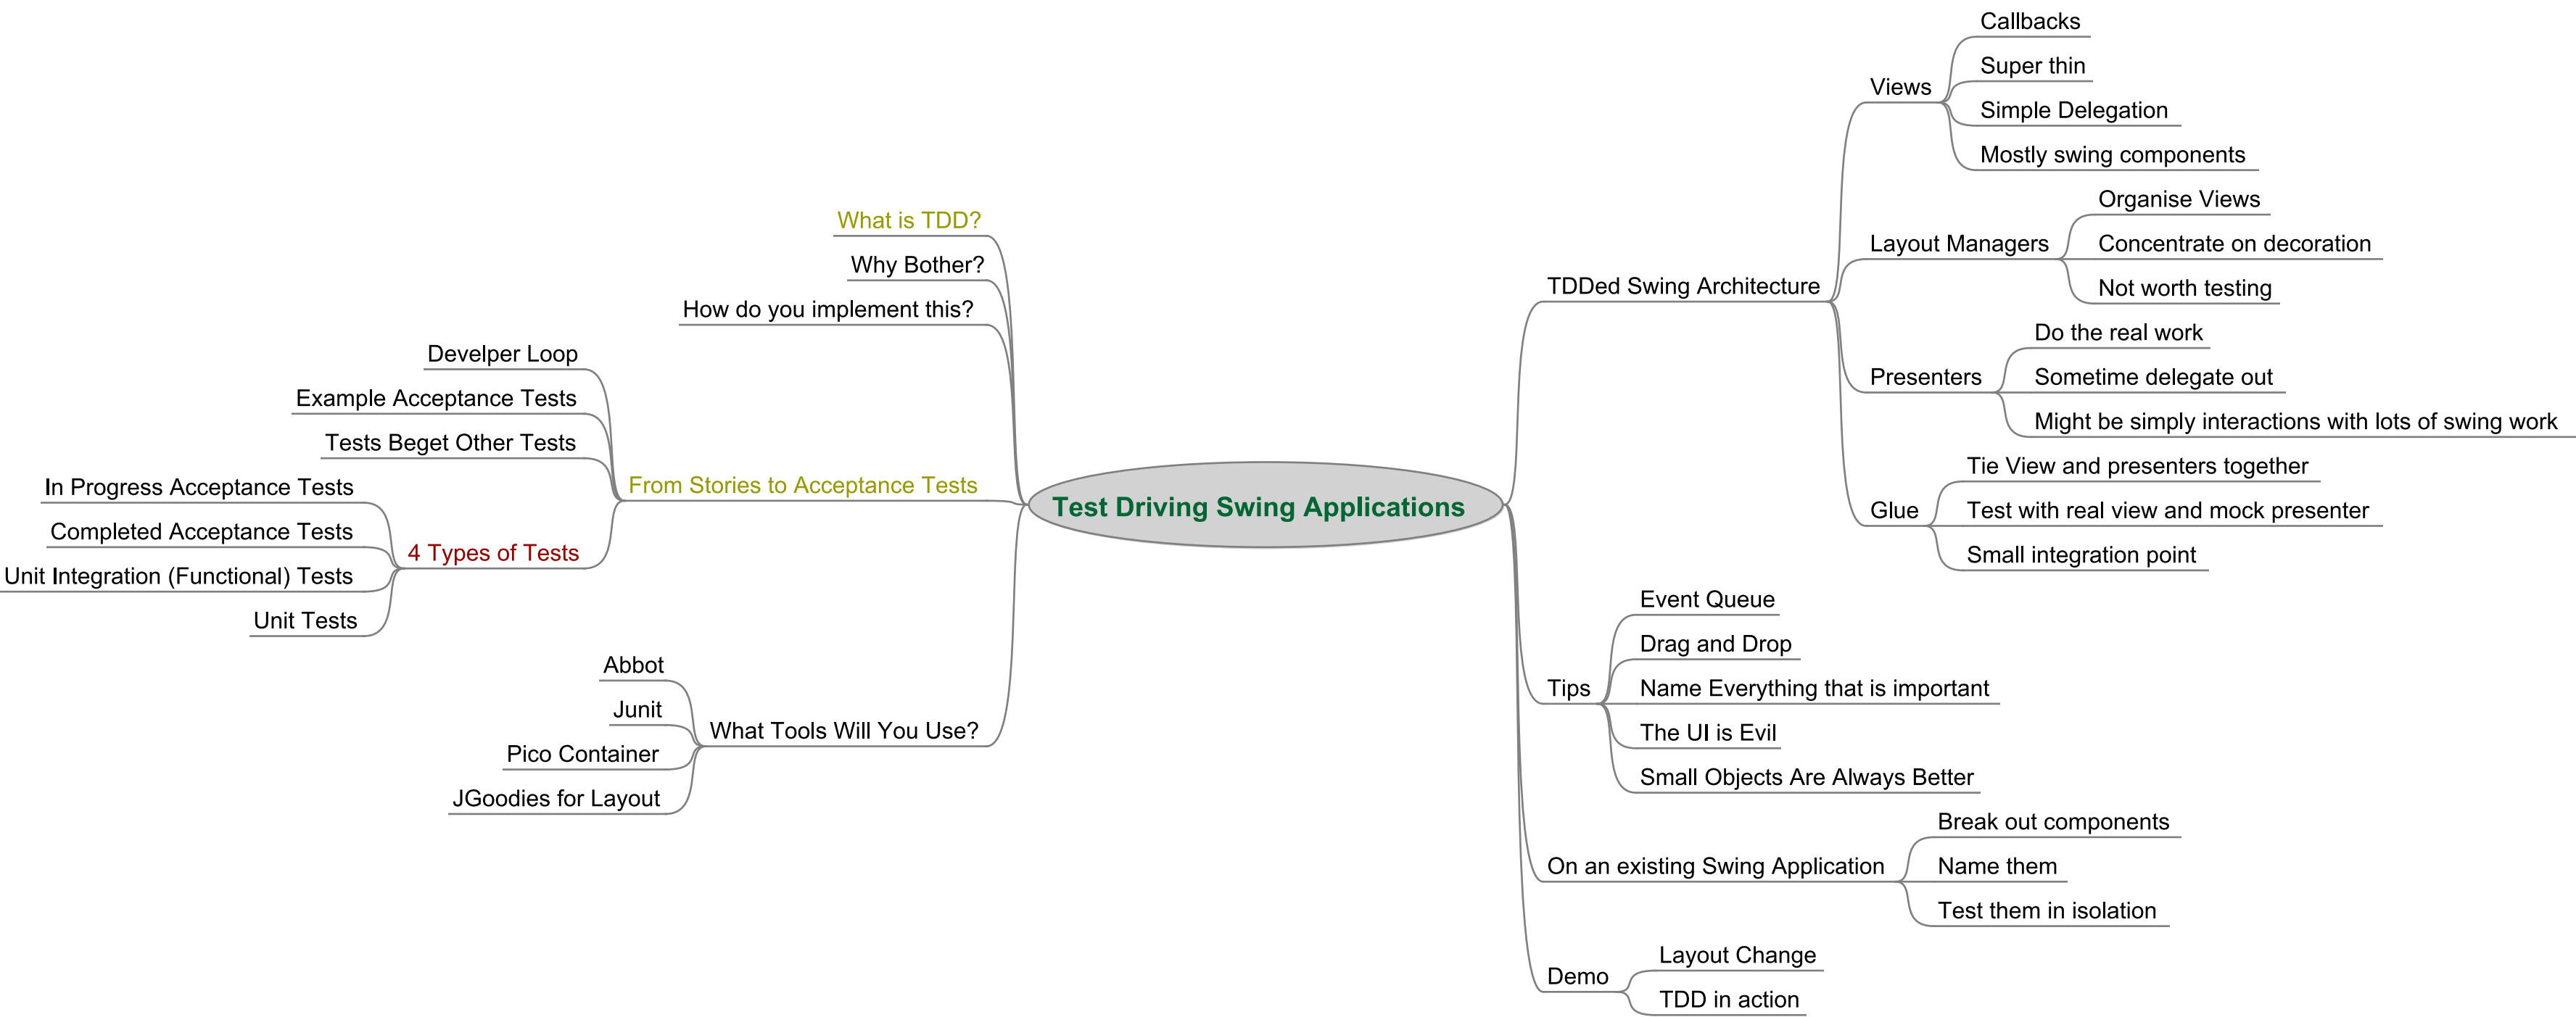 Test Driving Swing Applications
What is TDD?
Why Bother?
How do you implement this?
From Stories to Acceptance Tests
Develper Loop
Example Acceptance Tests
Tests Beget Other Tests
4 Types of Tests
In Progress Acceptance Tests
Completed Acceptance Tests
Unit Integration (Functional) Tests
Unit Tests
What Tools Will You Use?
Abbot
Junit
Pico Container
JGoodies for Layout
TDDed Swing Architecture
Views
Callbacks
Super thin
Simple Delegation
Mostly swing components
Layout Managers
Organise Views
Concentrate on decoration
Not worth testing
Presenters
Do the real work
Sometime delegate out
Might be simply interactions with lots of swing work
Glue
Tie View and presenters together
Test with real view and mock presenter
Small integration point
Tips
Event Queue
Drag and Drop
Name Everything that is important
The UI is Evil
Small Objects Are Always Better
On an existing Swing Application
Break out components
Name them
Test them in isolation
Demo
Layout Change
TDD in action